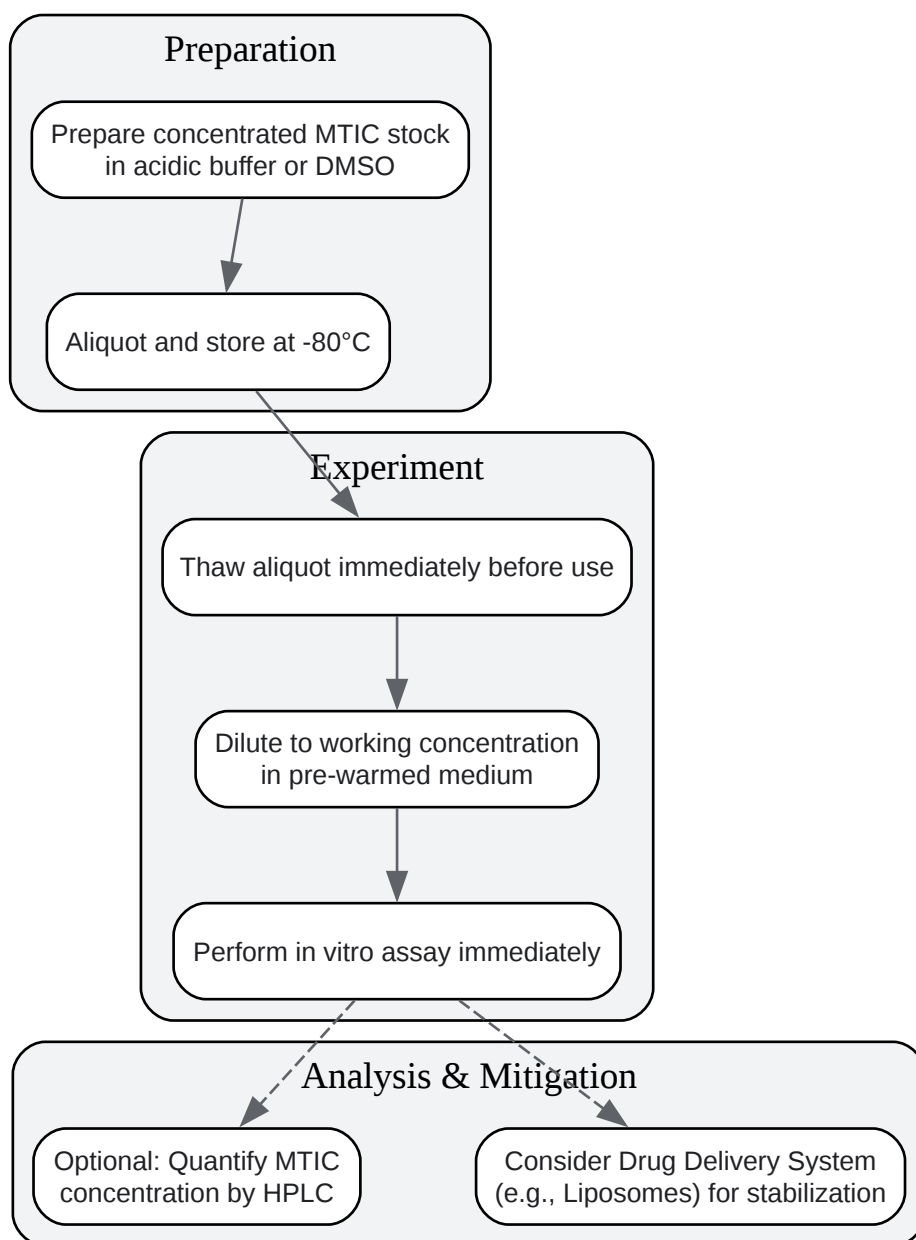 Preparation
Prepare concentrated MTIC stock
in acidic buffer or DMSO
Aliquot and store at -80°C
Experiment
Thaw aliquot immediately before use
Dilute to working concentration
in pre-warmed medium
Perform in vitro assay immediately
Analysis & Mitigation
Optional: Quantify MTIC
concentration by HPLC
Consider Drug Delivery System
(e.g., Liposomes) for stabilization